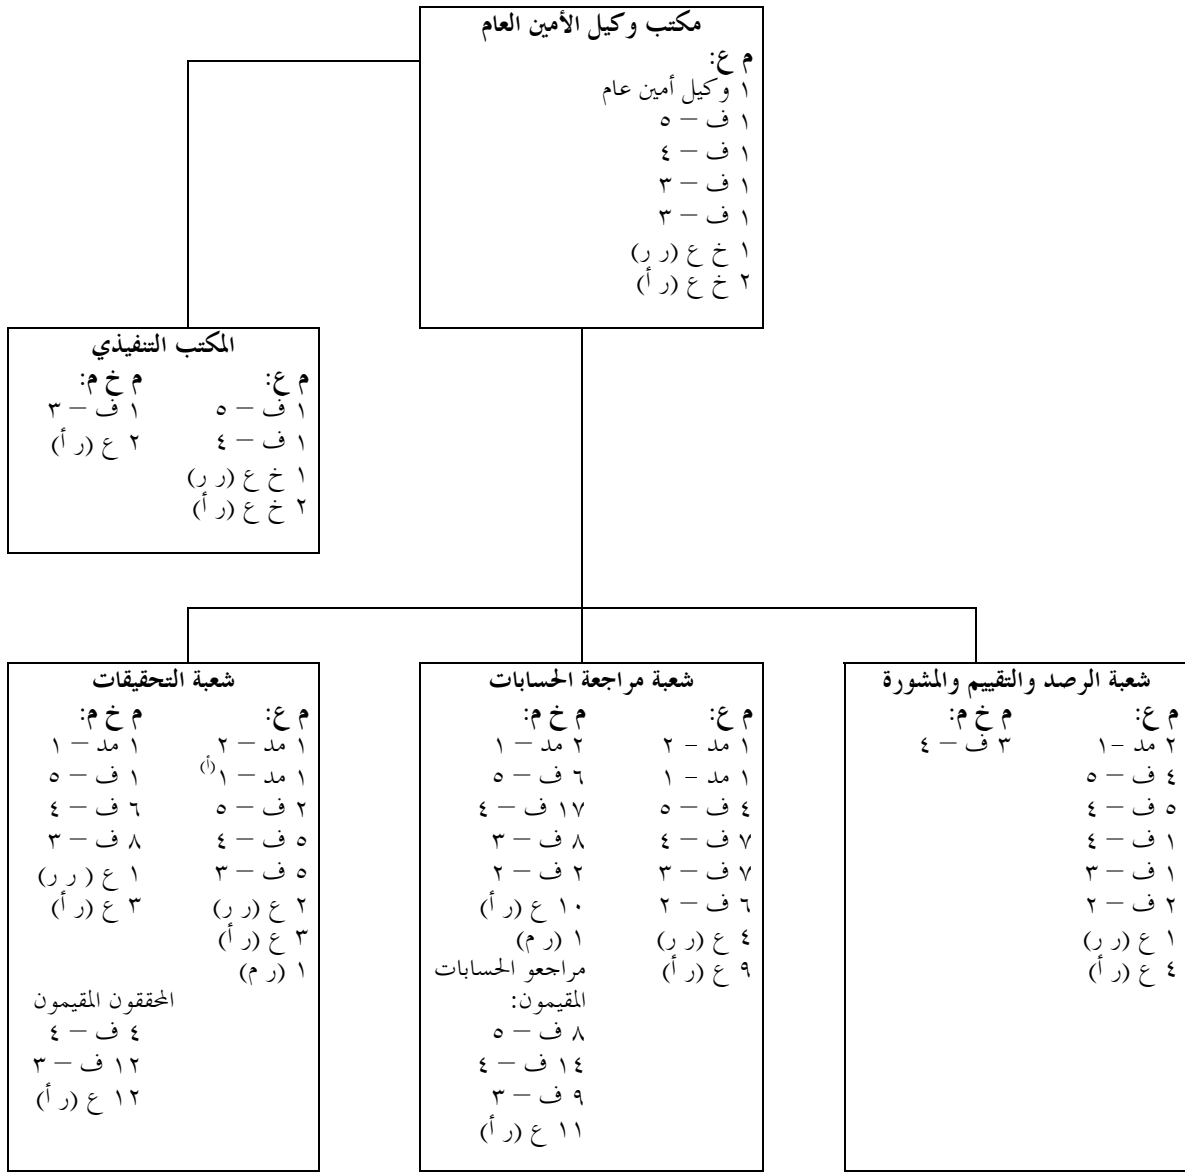 مكتب وكيل الأمين العام
م ع:
١ وكيل أمين عام
١ ف – ٥
١ ف – ٤
١ ف – ٣
١ ف – ٣
١ خ ع (ر ر)
٢ خ ع (ر أ)
المكتب التنفيذي
م ع:
١ ف – ٥
١ ف – ٤
١ خ ع (ر ر)
٢ خ ع (ر أ)
م خ م:
١ ف – ٣
٢ ع (ر أ)
شعبة الرصد والتقييم والمشورة
م ع:
٢ مد –١
٤ ف – ٥
٥ ف – ٤
١ ف – ٤
١ ف – ٣
٢ ف – ٢
١ ع (ر ر)
٤ ع (ر أ)
م خ م:
٣ ف – ٤
شعبة مراجعة الحسابات
م ع:
١ مد - ٢
١ مد - ١
٤ ف – ٥
٧ ف – ٤
٧ ف – ٣
٦ ف – ٢
٤ ع (ر ر)
٩ ع (ر أ)
م خ م:
٢ مد – ١
٦ ف – ٥
١٧ ف – ٤
٨ ف – ٣
٢ ف – ٢
١٠ ع (ر أ)
١ (ر م)
مراجعو الحسابات
المقيمون:
٨ ف – ٥
١٤ ف – ٤
٩ ف – ٣
١١ ع (ر أ)
شعبة التحقيقات
م ع:
١ مد – ٢
١ مد – ١(أ)
٢ ف – ٥
٥ ف – ٤
٥ ف – ٣
٢ ع (ر ر)
٣ ع (ر أ)
١ (ر م)
م خ م:
١ مد – ١
١ ف – ٥
٦ ف – ٤
٨ ف – ٣
١ ع ( ر ر)
٣ ع (ر أ)
المحققون المقيمون
٤ ف – ٤
١٢ ف – ٣
١٢ ع (ر أ)